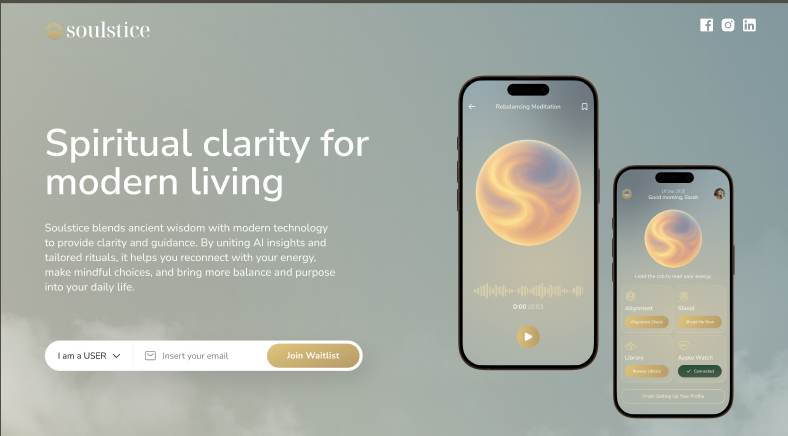 soulstice
Spiritual clarity for
modern living
Soulstice blends ancient wisdom with modern technology
to provide clarity and guidance. By uniting AI insights and
tailored rituals, it helps you reconnect with your energy,
make mindful choices, and bring more balance and purpose
into your daily life.
I am a USER
Insert your email
Join Waitlist
Rebalancing Meditation
0:00 /2:03
Good morning, Sarah
Hold the orb to read your energy
Alignment
Shield
Alignment Check
Breathe Now
Library
Apple Watch
Browse Library
Connected
Finish Setting Up Your Profile